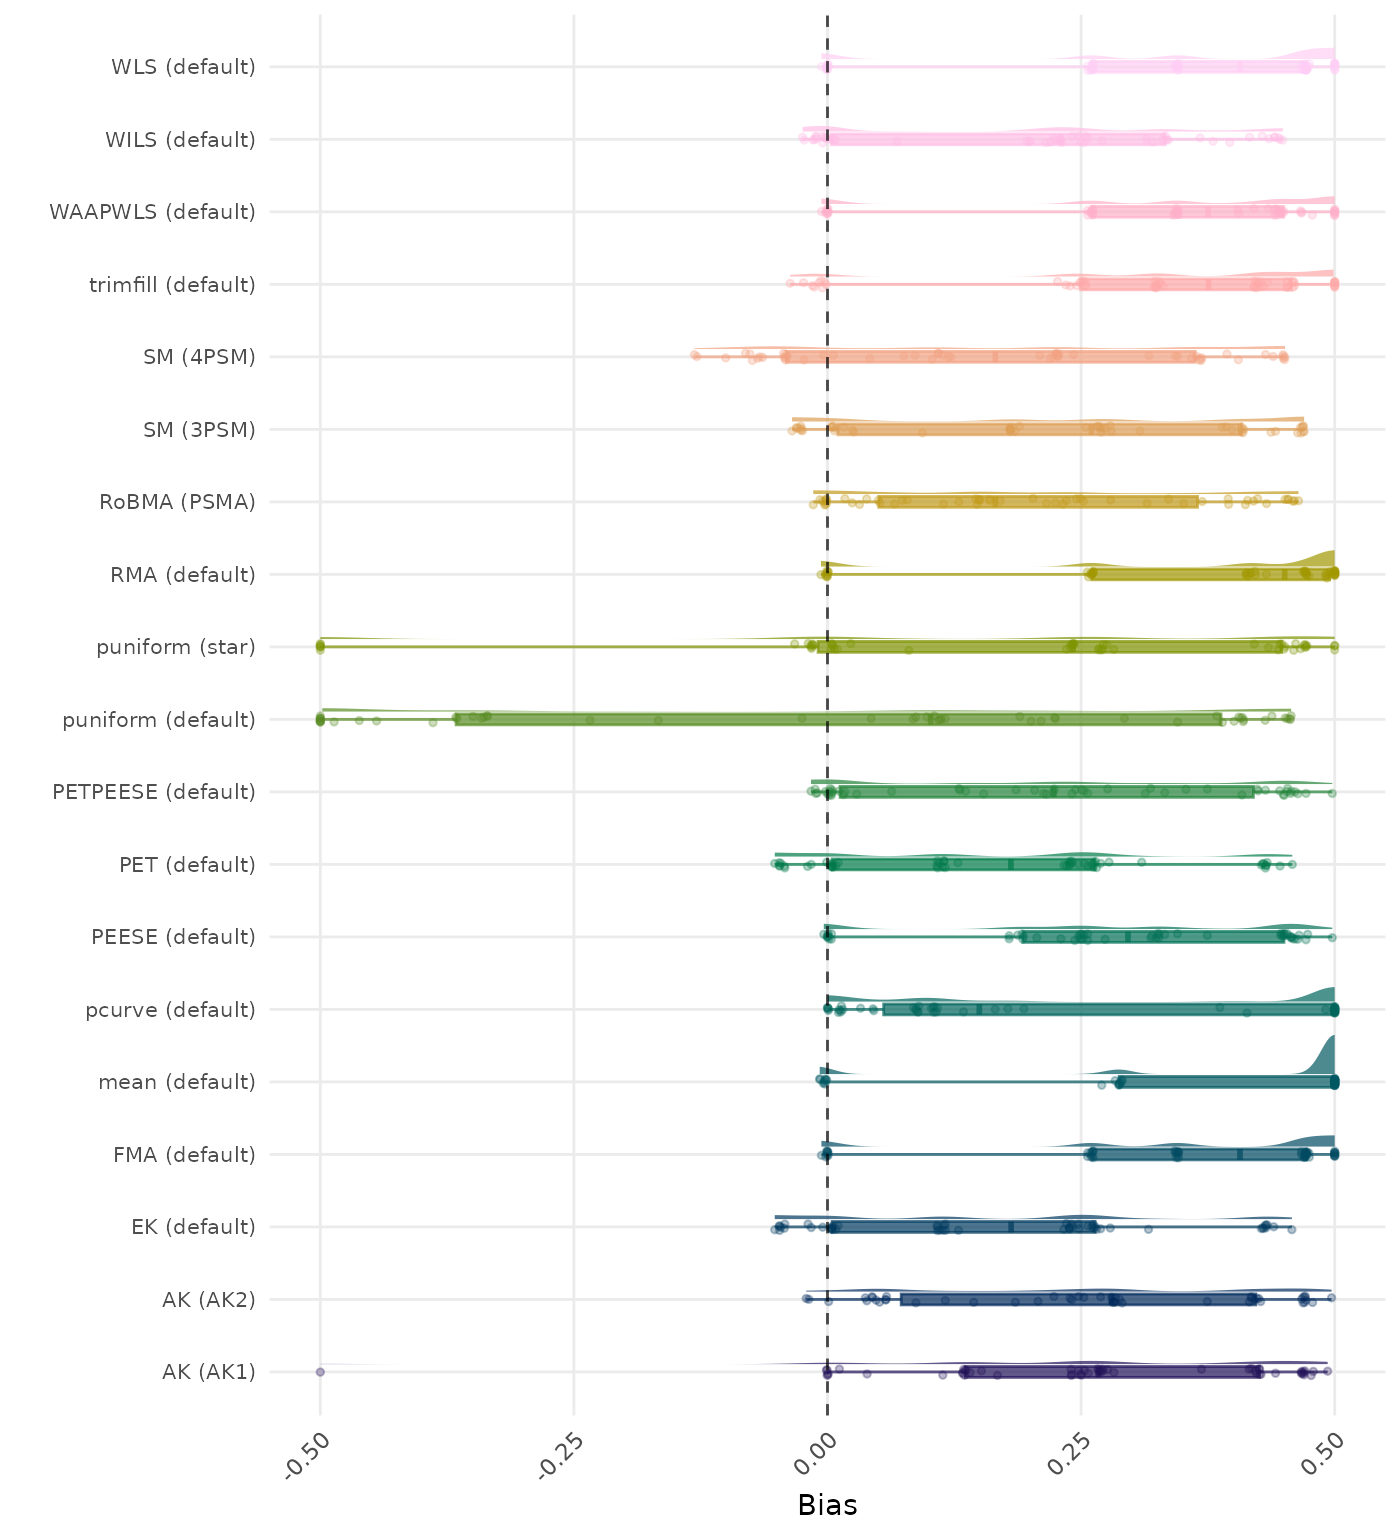 WLS (default)
WILS (default)
WAAPWLS (default)
trimfill (default)
SM (4PSM)
SM (3PSM)
RoBMA (PSMA)
RMA (default)
puniform (star)
puniform (default)
PETPEESE (default)
PET (default)
PEESE (default)
pcurve (default)
mean (default)
FMA (default)
EK (default)
AK (AK2)
AK (AK1)
-0.50 -0.25 0.00 0.25 0.50
Bias